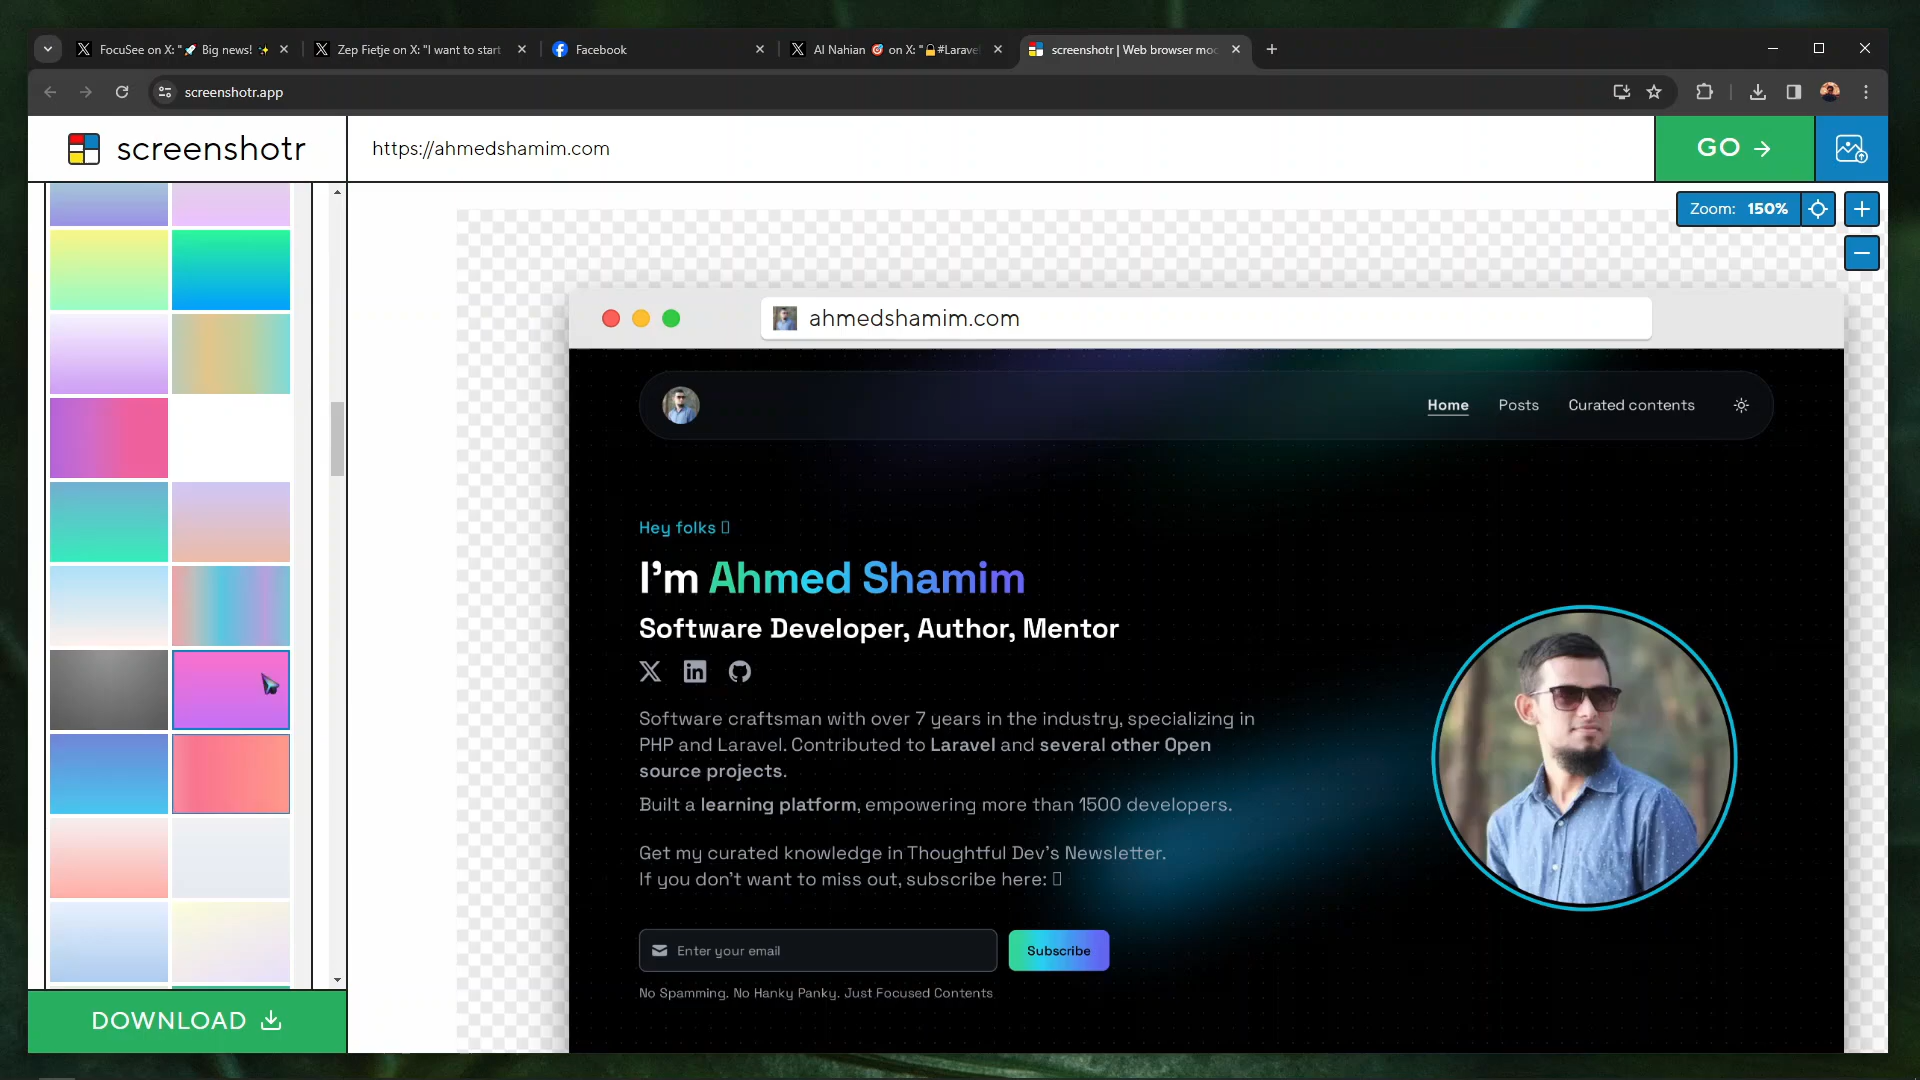 FocuSee on X: "🚀 Big news! ✨
Zep Fietje on X: "I want to start
Facebook
Al Nahian 🎯 on X: "🔒#Larave
screenshotr | Web browser moc
screenshotr.app
screenshotr
https://ahmedshamim.com
GO →
Zoom: 150%
ahmedshamim.com
Home
Posts
Curated contents
Hey folks
I'm Ahmed Shamim
Software Developer, Author, Mentor
Software craftsman with over 7 years in the industry, specializing in
PHP and Laravel. Contributed to Laravel and several other Open
source projects.
Built a learning platform, empowering more than 1500 developers.
Get my curated knowledge in Thoughtful Dev's Newsletter.
If you don't want to miss out, subscribe here:
Enter your email
Subscribe
No Spamming. No Hanky Panky. Just Focused Contents
DOWNLOAD